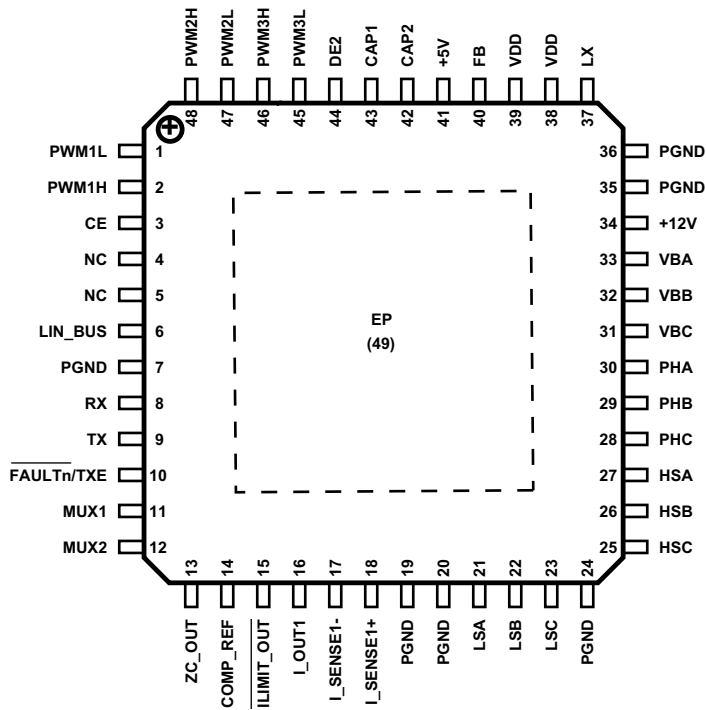 PWM2H
PWM2L
PWM3H
PWM3L
DE2
CAP1
CAP2
+5V
FB
VDD
VDD
LX
48
47
46
45
44
43
42
41
40
39
38
37
PWM1L 1
PWM1H 2
CE 3
NC 4
NC 5
LIN_BUS 6
PGND 7
RX 8
TX 9
FAULTn/TXE 10
MUX1 11
MUX2 12
EP
(49)
36 PGND
35 PGND
34 +12V
33 VBA
32 VBB
31 VBC
30 PHA
29 PHB
28 PHC
27 HSA
26 HSB
25 HSC
13
14
15
16
17
18
19
20
21
22
23
24
ZC_OUT
COMP_REF
ILIMIT_OUT
I_OUT1
I_SENSE1-
I_SENSE1+
PGND
PGND
LSA
LSB
LSC
PGND